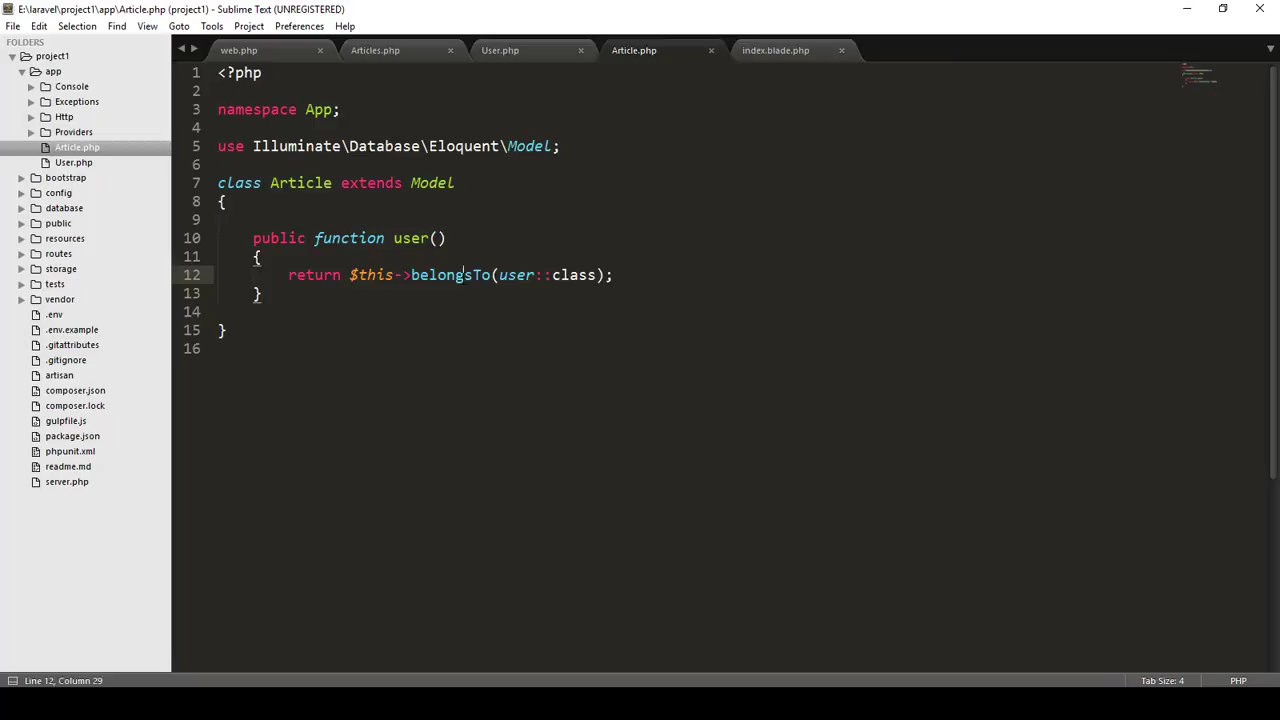 E:\laravel\project1\app\Article.php (project1) - Sublime Text (UNREGISTERED)
File Edit Selection Find View Goto Tools Project Preferences Help
FOLDERS
project1
app
Console
Exceptions
Http
Providers
Article.php
User.php
bootstrap
config
database
public
resources
routes
storage
tests
vendor
.env
.env.example
.gitattributes
.gitignore
artisan
composer.json
composer.lock
gulpfile.js
package.json
phpunit.xml
readme.md
server.php
web.php Articles.php User.php Article.php index.blade.php
1 <?php
2
3 namespace App;
4
5 use Illuminate\Database\Eloquent\Model;
6
7 class Article extends Model
8 {
9
10 public function user()
11 {
12 return $this->belongsTo(user::class);
13 }
14
15 }
16
Line 12, Column 29 Tab Size: 4 PHP